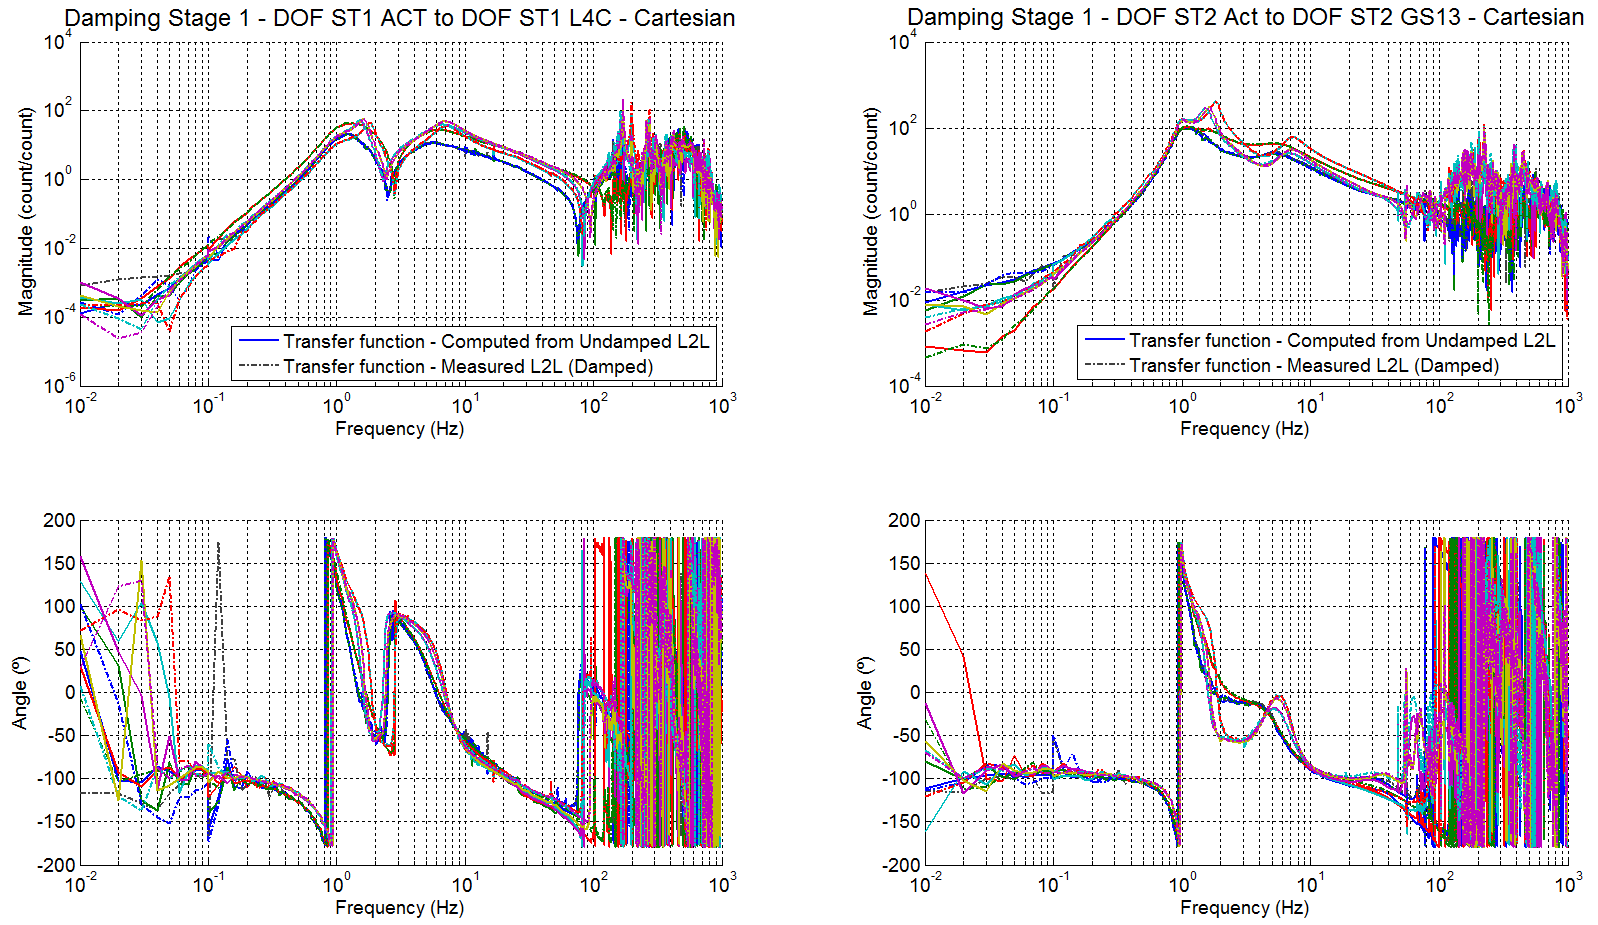 Damping Stage 1 - DOF ST1 ACT to DOF ST1 L4C - Cartesian
10^4
10^2
10^0
10^-2
10^-4
10^-6
Magnitude (count/count)
Transfer function - Computed from Undamped L2L
Transfer function - Measured L2L (Damped)
10^-2 10^-1 10^0 10^1 10^2 10^3
Frequency (Hz)
Damping Stage 1 - DOF ST2 Act to DOF ST2 GS13 - Cartesian
10^4
10^2
10^0
10^-2
10^-4
Magnitude (count/count)
Transfer function - Computed from Undamped L2L
Transfer function - Measured L2L (Damped)
10^-2 10^-1 10^0 10^1 10^2 10^3
Frequency (Hz)
200
150
100
50
0
-50
-100
-150
-200
Angle (º)
10^-2 10^-1 10^0 10^1 10^2 10^3
Frequency (Hz)
200
150
100
50
0
-50
-100
-150
-200
Angle (º)
10^-2 10^-1 10^0 10^1 10^2 10^3
Frequency (Hz)